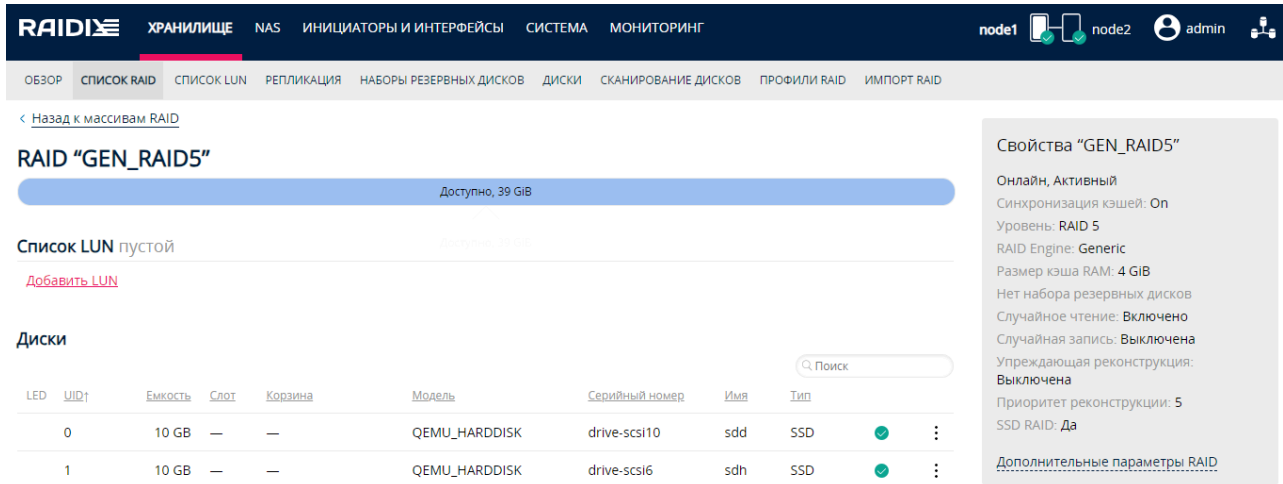 RAIDIX ХРАНИЛИЩЕ NAS ИНИЦИАТОРЫ И ИНТЕРФЕЙСЫ СИСТЕМА МОНИТОРИНГ node1 node2 admin
ОБЗОР СПИСОК RAID СПИСОК LUN РЕПЛИКАЦИЯ НАБОРЫ РЕЗЕРВНЫХ ДИСКОВ ДИСКИ СКАНИРОВАНИЕ ДИСКОВ ПРОФИЛИ RAID ИМПОРТ RAID
< Назад к массивам RAID
RAID “GEN_RAID5”
Доступно, 39 GiB
Список LUN пустой
Доступно, 39 GiB
Добавить LUN
Диски
Поиск
LED UID↑ Емкость Слот Корзина Модель Серийный номер Имя Тип
0 10 GB — — QEMU_HARDDISK drive-scsi10 sdd SSD
1 10 GB — — QEMU_HARDDISK drive-scsi6 sdh SSD
Свойства “GEN_RAID5”
Онлайн, Активный
Синхронизация кэшей: On
Уровень: RAID 5
RAID Engine: Generic
Размер кэша RAM: 4 GiB
Нет набора резервных дисков
Случайное чтение: Включено
Случайная запись: Выключена
Упреждающая реконструкция:
Выключена
Приоритет реконструкции: 5
SSD RAID: Да
Дополнительные параметры RAID